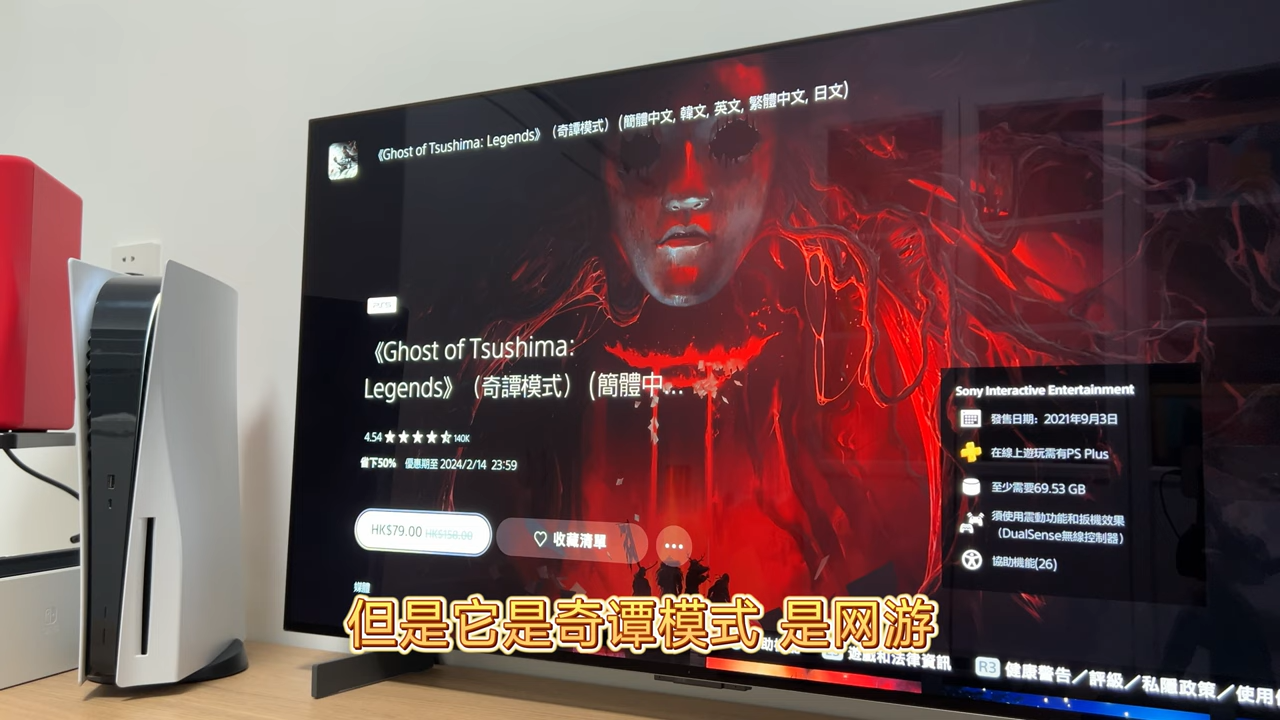 《Ghost of Tsushima: Legends》（奇譚模式）(簡體中文, 韓文, 英文, 繁體中文, 日文)
《Ghost of Tsushima:
Legends》（奇譚模式）(簡體中...
4.54 ★★★★⯪ 140K
省下50% 優惠期至 2024/2/14 23:59
HK$79.00 HK$158.00
收藏清單
...
媒體
Sony Interactive Entertainment
發售日期：2021年9月3日
在線上遊玩需有PS Plus
至少需要69.53 GB
須使用震動功能和扳機效果
（DualSense無線控制器）
協助機能(26)
但是它是奇谭模式 是网游
遊戲和法律資訊
R3 健康警告／評級／私隱政策／使用